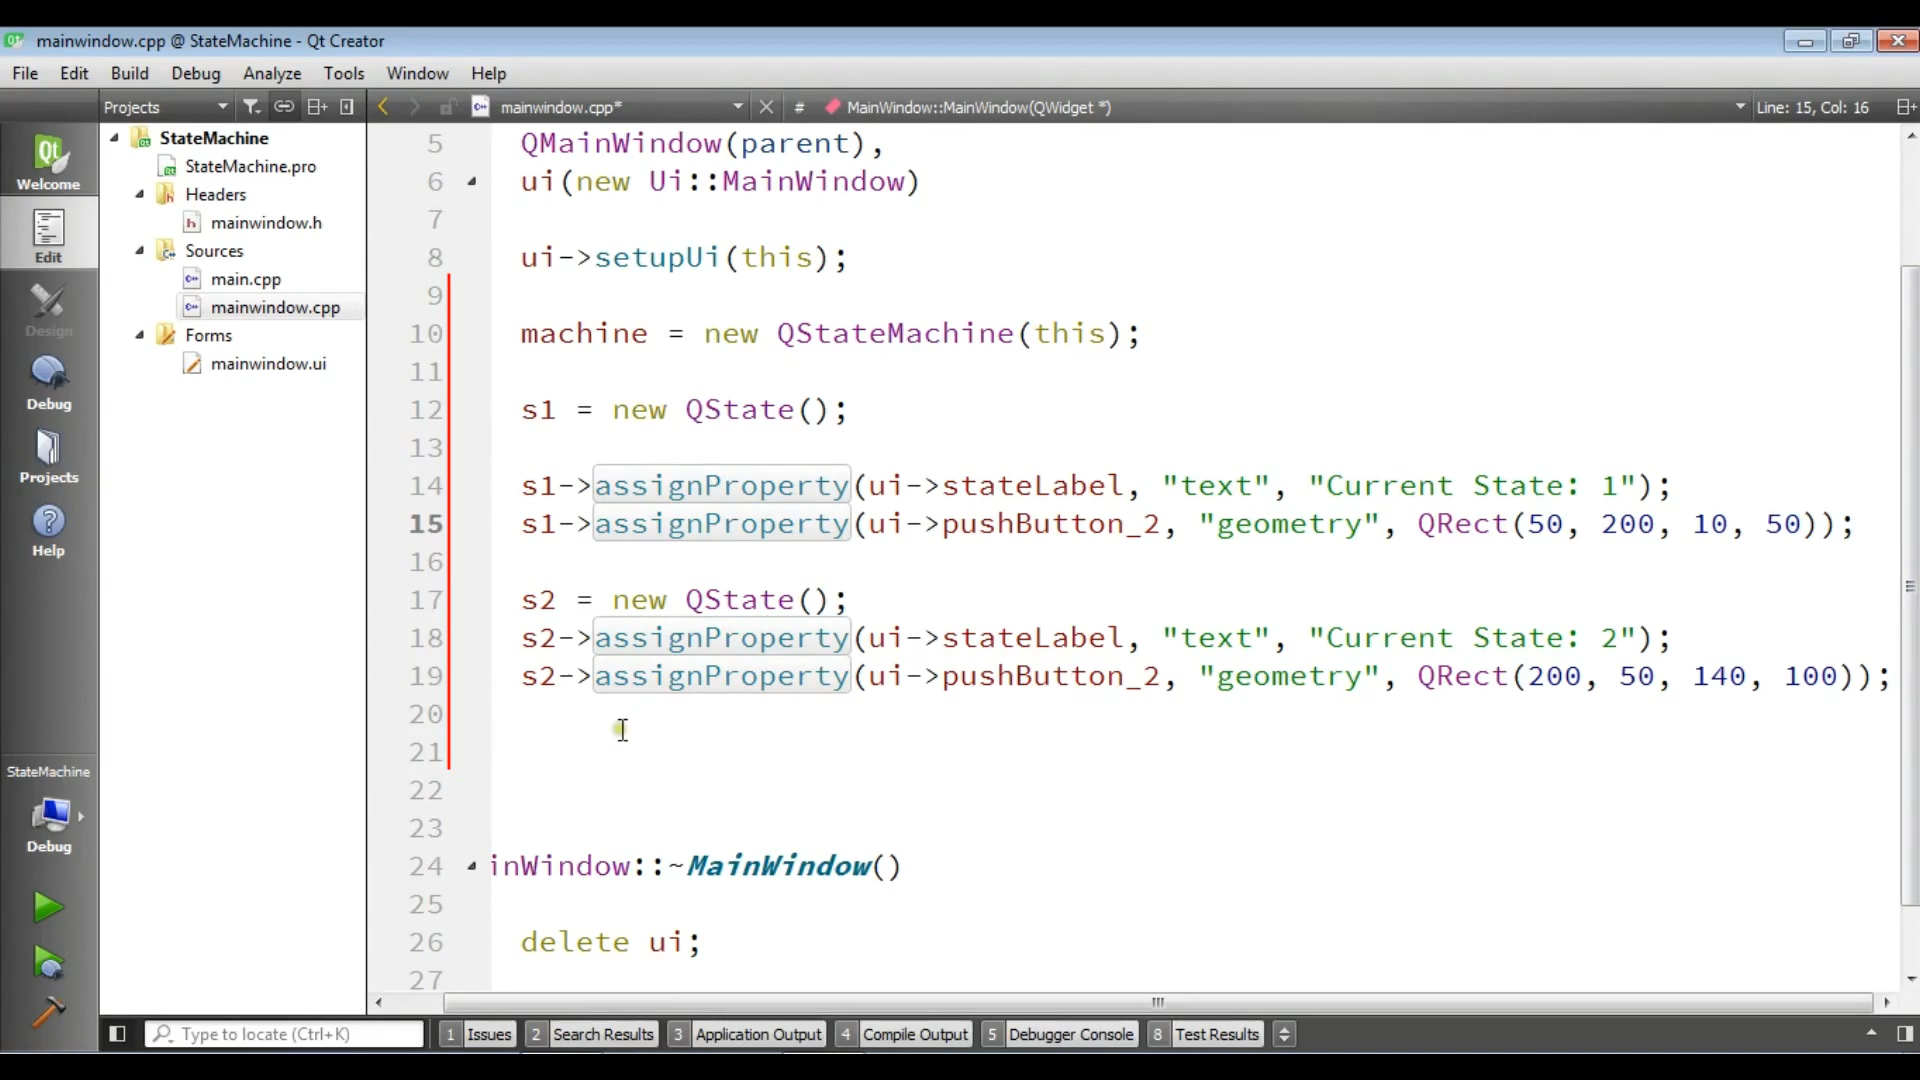 mainwindow.cpp @ StateMachine - Qt Creator
File Edit Build Debug Analyze Tools Window Help
Projects mainwindow.cpp* # MainWindow::MainWindow(QWidget *) Line: 15, Col: 16
Welcome
Edit
Design
Debug
Projects
Help
StateMachine
Debug
StateMachine
StateMachine.pro
Headers
mainwindow.h
Sources
main.cpp
mainwindow.cpp
Forms
mainwindow.ui
5 QMainWindow(parent),
6 ui(new Ui::MainWindow)
7
8 ui->setupUi(this);
9
10 machine = new QStateMachine(this);
11
12 s1 = new QState();
13
14 s1->assignProperty(ui->stateLabel, "text", "Current State: 1");
15 s1->assignProperty(ui->pushButton_2, "geometry", QRect(50, 200, 10, 50));
16
17 s2 = new QState();
18 s2->assignProperty(ui->stateLabel, "text", "Current State: 2");
19 s2->assignProperty(ui->pushButton_2, "geometry", QRect(200, 50, 140, 100));
20
21
22
23
24 inWindow::~MainWindow()
25
26 delete ui;
27
Type to locate (Ctrl+K) 1 Issues 2 Search Results 3 Application Output 4 Compile Output 5 Debugger Console 8 Test Results